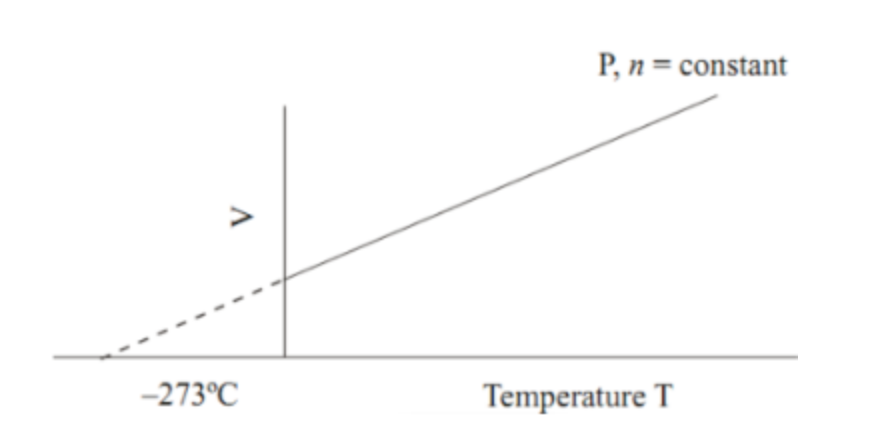 P, n = constant
V
–273ºC
Temperature T